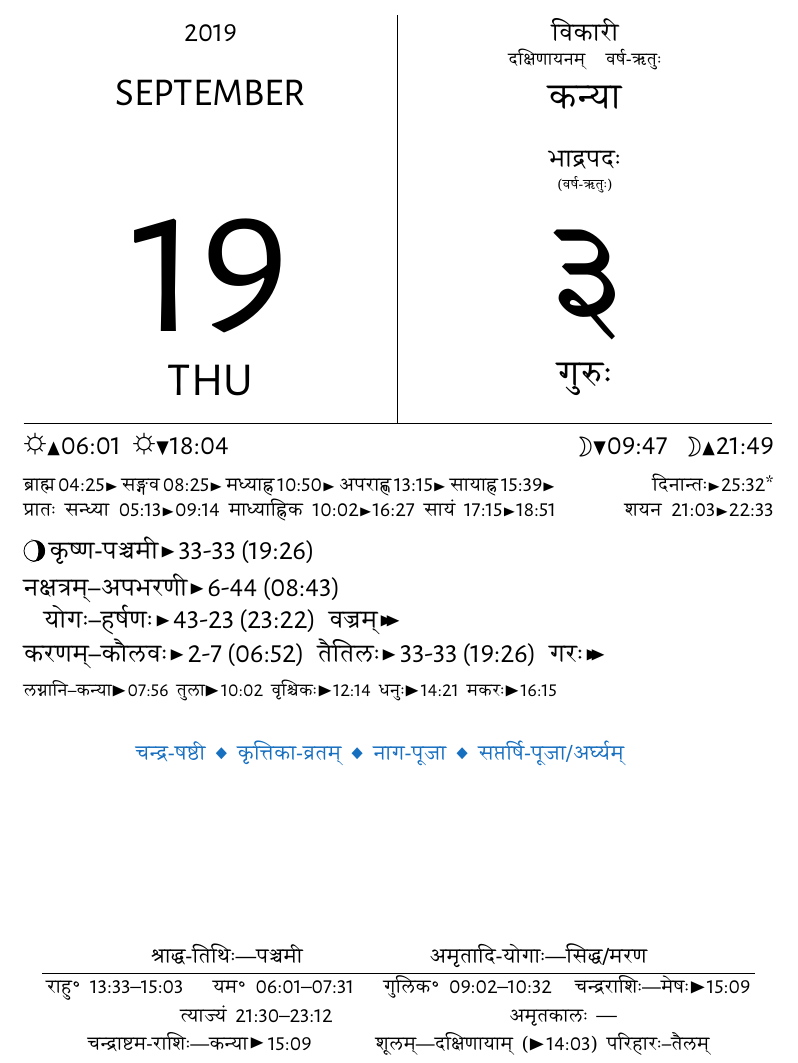 2019
SEPTEMBER
19
THU
विकारी
दक्षिणायनम् वर्ष-ऋतुः
कन्या
भाद्रपदः
(वर्ष-ऋतुः)
३
गुरुः
☼▲06:01 ☼▼18:04 ☽▼09:47 ☽▲21:49
ब्राह्म 04:25► सङ्गव 08:25► मध्याह्न 10:50► अपराह्ण 13:15► सायाह्न 15:39► दिनान्तः►25:32*
प्रातः सन्ध्या 05:13►09:14 माध्याह्निक 10:02►16:27 सायं 17:15►18:51 शयन 21:03►22:33
कृष्ण-पञ्चमी►33-33 (19:26)
नक्षत्रम्–अपभरणी►6-44 (08:43)
योगः–हर्षणः►43-23 (23:22) वज्रम्►►
करणम्–कौलवः►2-7 (06:52) तैतिलः►33-33 (19:26) गरः►►
लग्नानि–कन्या►07:56 तुला►10:02 वृश्चिकः►12:14 धनुः►14:21 मकरः►16:15
चन्द्र-षष्ठी ◆ कृत्तिका-व्रतम् ◆ नाग-पूजा ◆ सप्तर्षि-पूजा/अर्घ्यम्
श्राद्ध-तिथिः—पञ्चमी अमृतादि-योगाः—सिद्ध/मरण
राहु° 13:33–15:03 यम° 06:01–07:31 गुलिक° 09:02–10:32 चन्द्रराशिः—मेषः►15:09
त्याज्यं 21:30–23:12 अमृतकालः —
चन्द्राष्टम-राशिः—कन्या►15:09 शूलम्—दक्षिणायाम् (►14:03) परिहारः–तैलम्